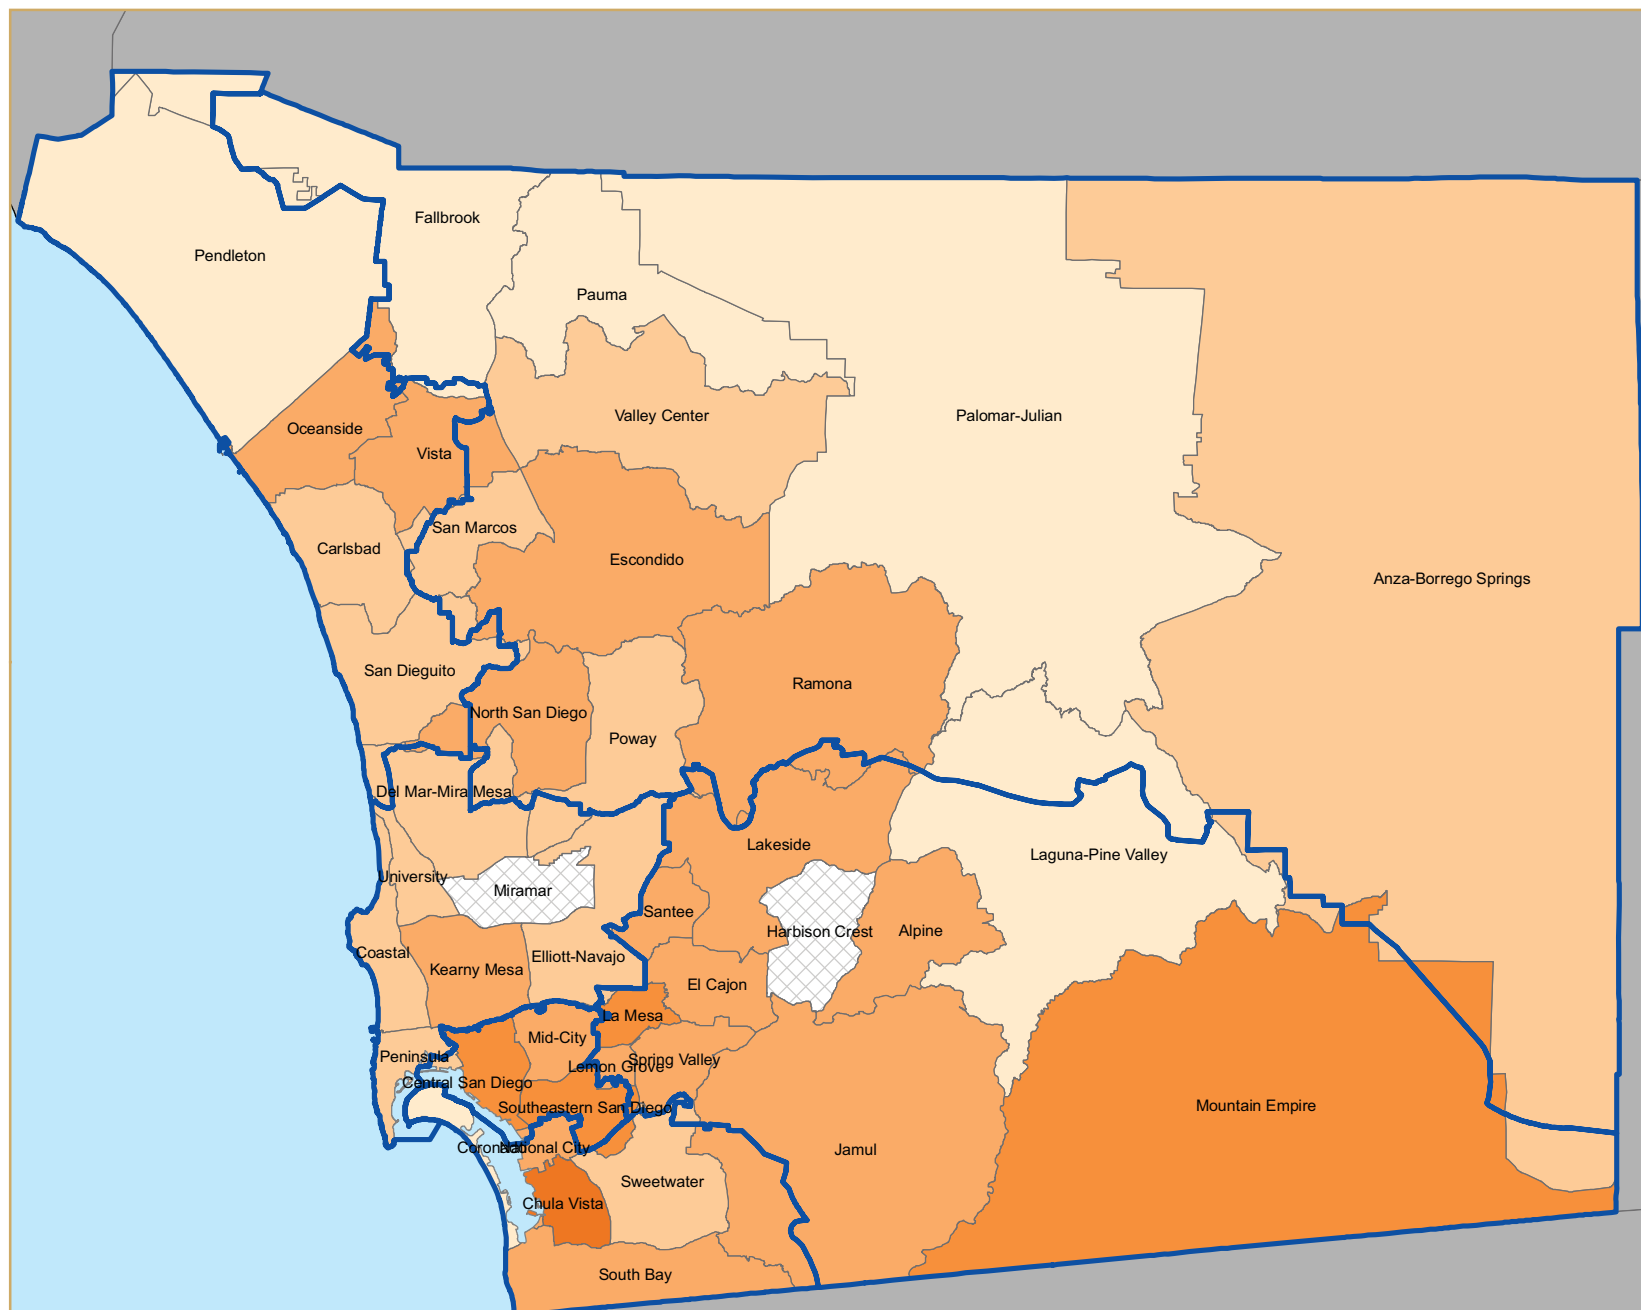 Fallbrook
Pendleton
Pauma
Valley Center
Palomar-Julian
Oceanside
Vista
San Marcos
Carlsbad
Escondido
Anza-Borrego Springs
San Dieguito
Ramona
North San Diego
Poway
Del Mar-Mira Mesa
Lakeside
Laguna-Pine Valley
University
Miramar
Santee
Harbison Crest
Alpine
Coastal
Elliott-Navajo
Kearny Mesa
El Cajon
La Mesa
Mid-City
Peninsula
Lemon Grove
Spring Valley
Central San Diego
Southeastern San Diego
Mountain Empire
Coronado
National City
Jamul
Sweetwater
Chula Vista
South Bay